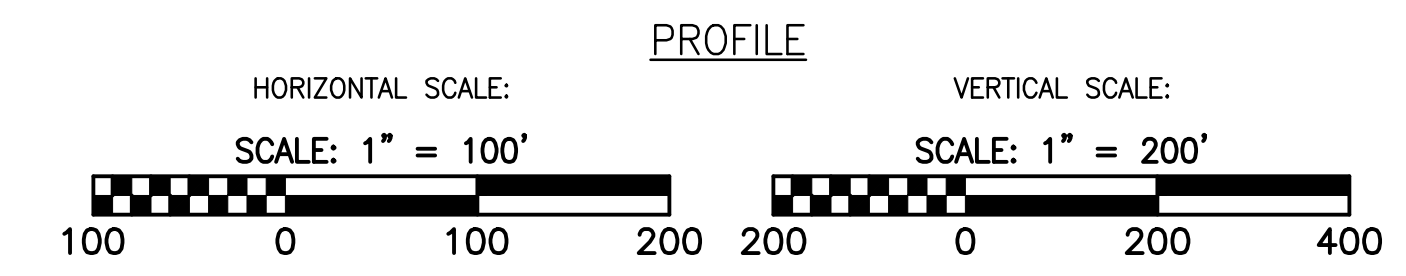 PROFILE
HORIZONTAL SCALE: VERTICAL SCALE:
SCALE: 1" = 100' SCALE: 1" = 200'
100 0 100 200 200 0 200 400